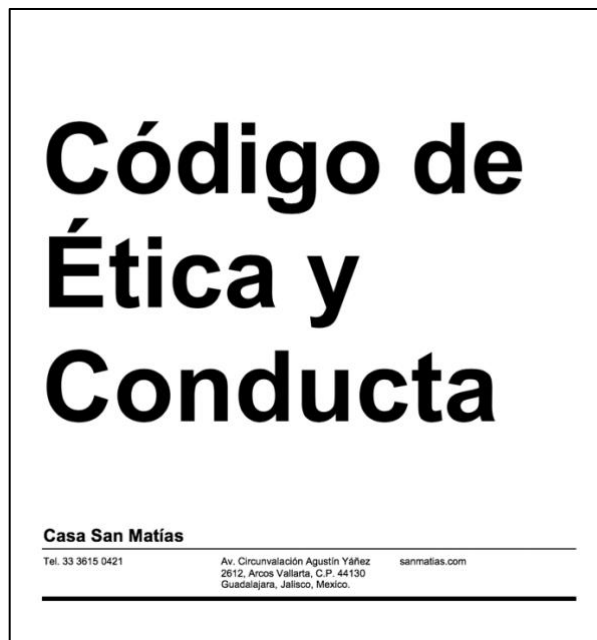 Código de
Ética y
Conducta
Casa San Matías
Tel. 33 3615 0421
Av. Circunvalación Agustín Yáñez
2612, Arcos Vallarta, C.P. 44130
Guadalajara, Jalisco, Mexico.
sanmatias.com